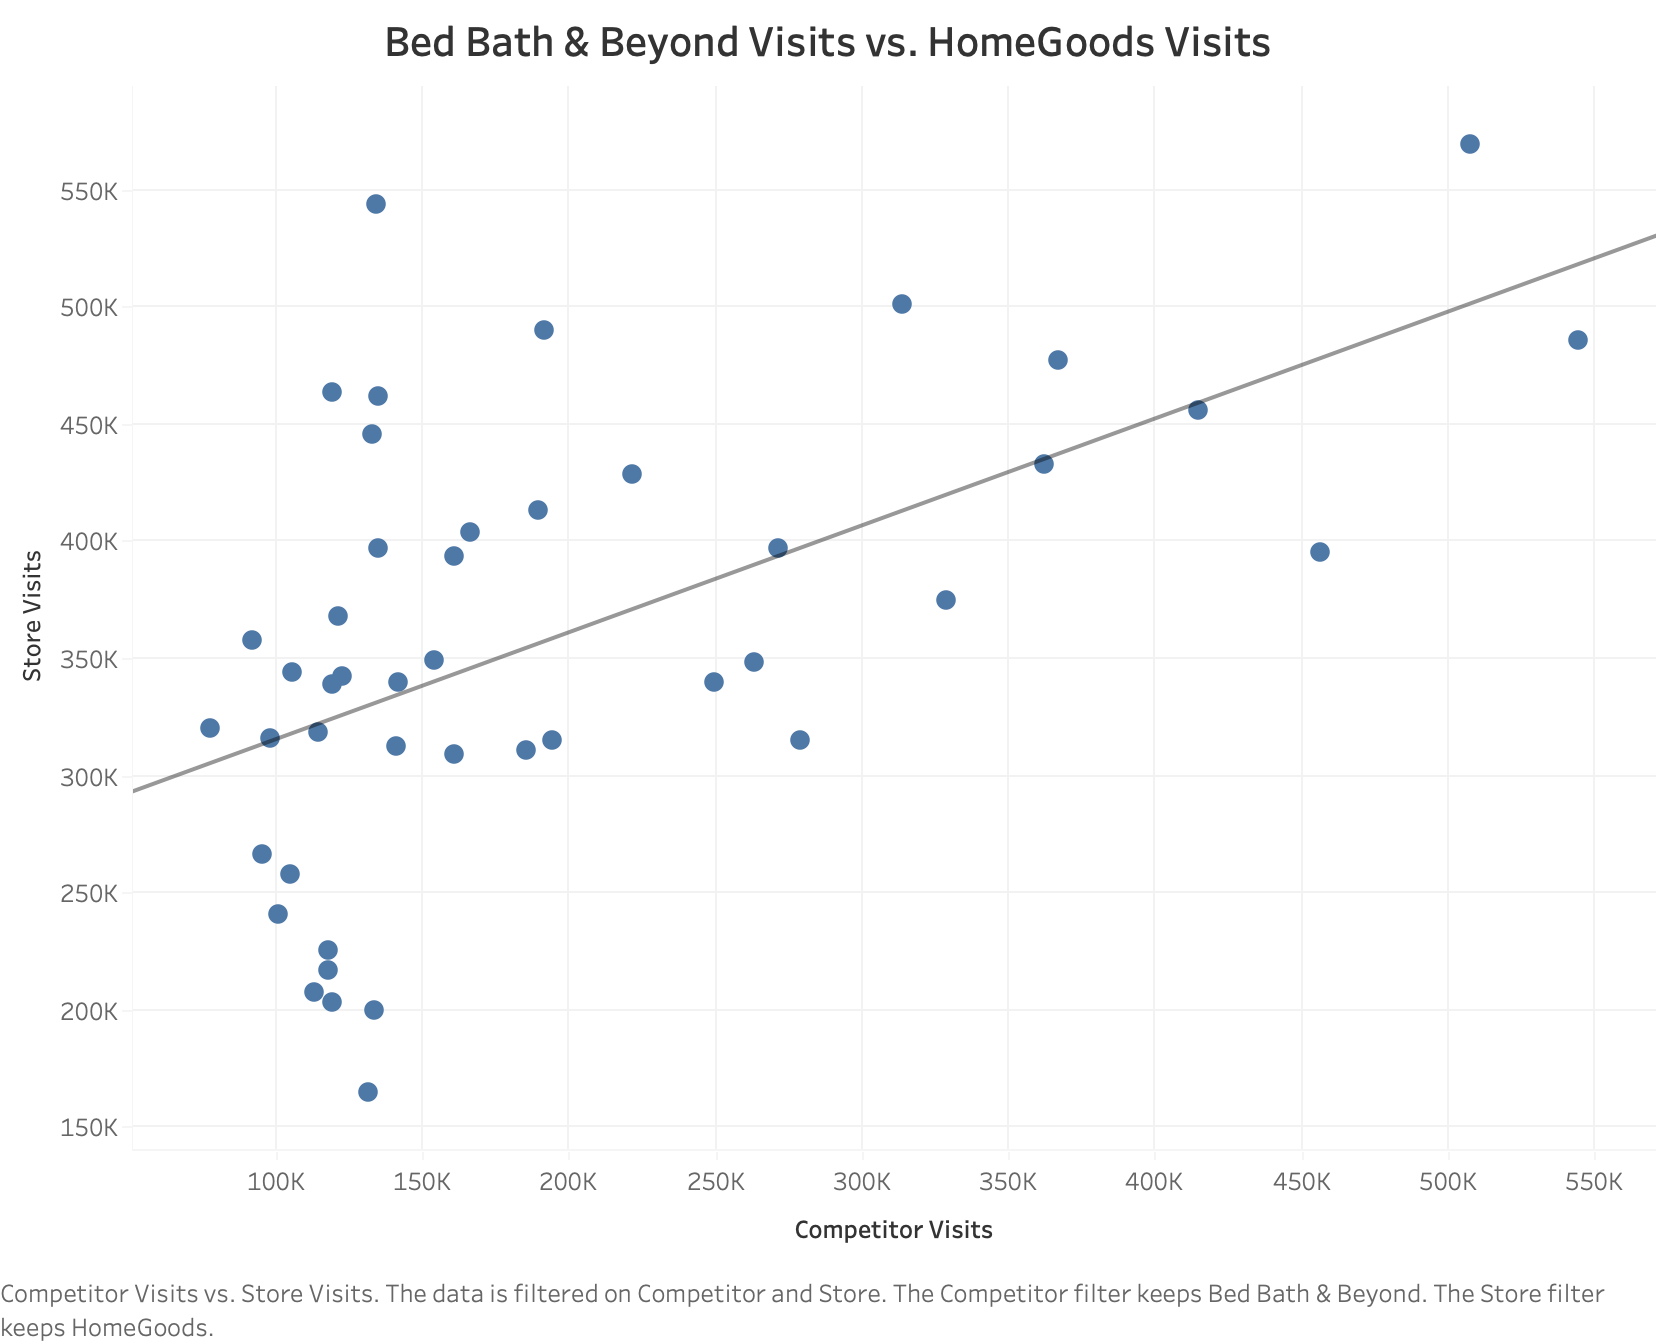 Bed Bath & Beyond Visits vs. HomeGoods Visits
550K
500K
450K
400K
350K
300K
250K
200K
150K
Store Visits
100K 150K 200K 250K 300K 350K 400K 450K 500K 550K
Competitor Visits
Competitor Visits vs. Store Visits. The data is filtered on Competitor and Store. The Competitor filter keeps Bed Bath & Beyond. The Store filter
keeps HomeGoods.